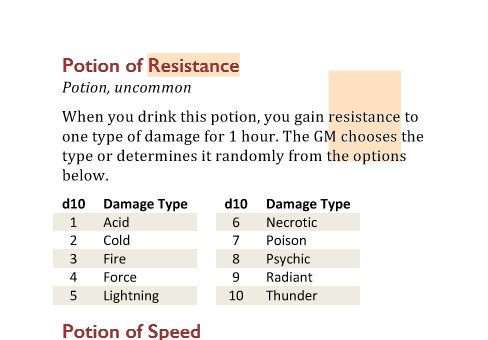 Potion of Resistance
Potion, uncommon
When you drink this potion, you gain resistance to
one type of damage for 1 hour. The GM chooses the
type or determines it randomly from the options
below.
d10 Damage Type d10 Damage Type
1 Acid 6 Necrotic
2 Cold 7 Poison
3 Fire 8 Psychic
4 Force 9 Radiant
5 Lightning 10 Thunder
Potion of Speed